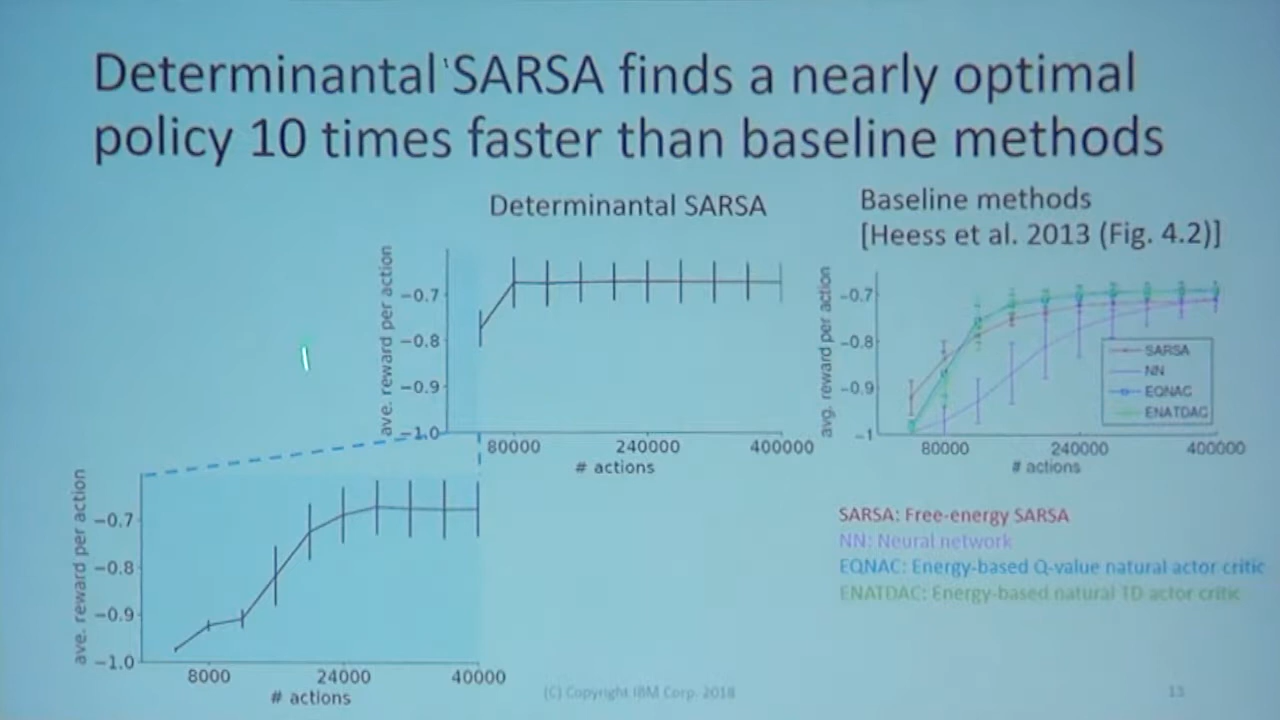 Determinantal SARSA finds a nearly optimal
policy 10 times faster than baseline methods
Determinantal SARSA
ave. reward per action
−0.7
−0.8
−0.9
−1.0
80000
240000
400000
# actions
Baseline methods
[Heess et al. 2013 (Fig. 4.2)]
avg. reward per action
−0.7
−0.8
−0.9
−1
SARSA
NN
EQNAC
ENATDAC
80000
240000
400000
# actions
ave. reward per action
−0.7
−0.8
−0.9
−1.0
8000
24000
40000
# actions
SARSA: Free-energy SARSA
NN: Neural network
EQNAC: Energy-based Q-value natural actor critic
ENATDAC: Energy-based natural TD actor critic
(C) Copyright IBM Corp. 2018
13